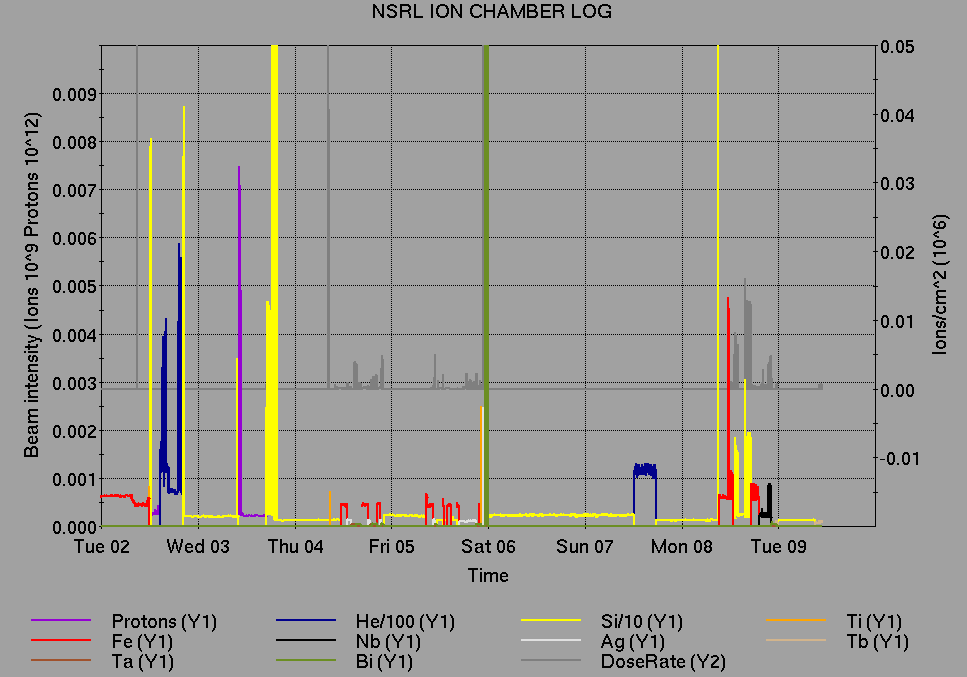 NSRL ION CHAMBER LOG
Beam intensity (Ions 10^9 Protons 10^12)
0.009
0.008
0.007
0.006
0.005
0.004
0.003
0.002
0.001
0.000
0.05
0.04
0.03
0.02
0.01
0.00
-0.01
Ions/cm^2 (10^6)
Tue 02 Wed 03 Thu 04 Fri 05 Sat 06 Sun 07 Mon 08 Tue 09
Time
Protons (Y1) He/100 (Y1) Si/10 (Y1) Ti (Y1)
Fe (Y1) Nb (Y1) Ag (Y1) Tb (Y1)
Ta (Y1) Bi (Y1) DoseRate (Y2)